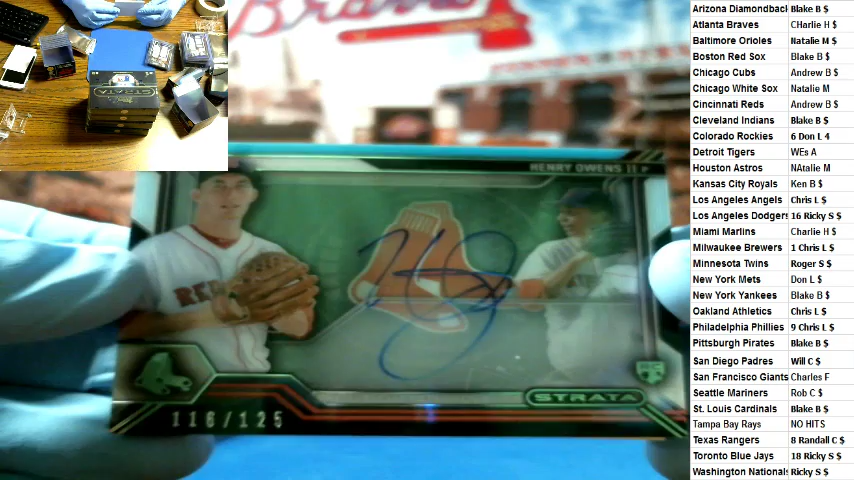 Braves
HENRY OWENS || P
RED
STRATA
116/125
STRATA
Arizona Diamondback Blake B $
Atlanta Braves Charlie H $
Baltimore Orioles Natalie M $
Boston Red Sox Blake B $
Chicago Cubs Andrew B $
Chicago White Sox Natalie M
Cincinnati Reds Andrew B $
Cleveland Indians Blake B $
Colorado Rockies 6 Don L 4
Detroit Tigers WEs A
Houston Astros NAtalie M
Kansas City Royals Ken B $
Los Angeles Angels Chris L $
Los Angeles Dodgers 16 Ricky S $
Miami Marlins Charlie H $
Milwaukee Brewers 1 Chris L $
Minnesota Twins Roger S $
New York Mets Don L $
New York Yankees Blake B $
Oakland Athletics Chris L $
Philadelphia Phillies 9 Chris L $
Pittsburgh Pirates Blake B $
San Diego Padres Will C $
San Francisco Giants Charles F
Seattle Mariners Rob C $
St. Louis Cardinals Blake B $
Tampa Bay Rays NO HITS
Texas Rangers 8 Randall C $
Toronto Blue Jays 18 Ricky S $
Washington Nationals Ricky S $